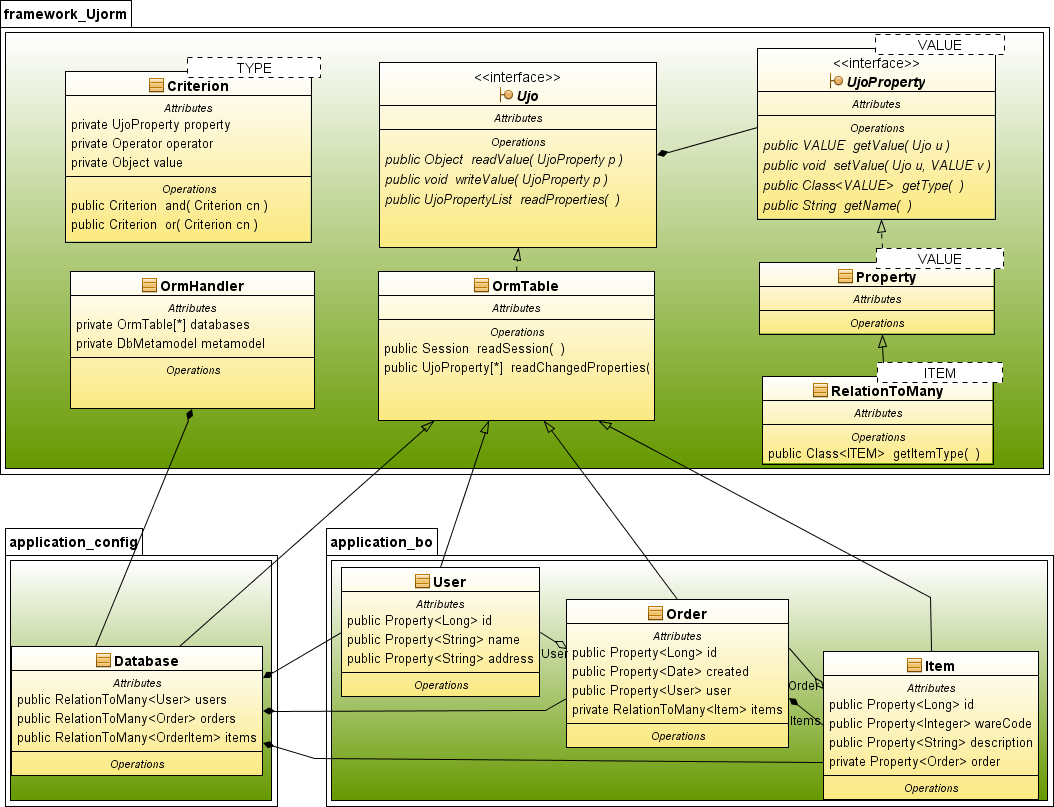 framework_Ujorm
TYPE
Criterion
Attributes
private UjoProperty property
private Operator operator
private Object value
Operations
public Criterion and( Criterion cn )
public Criterion or( Criterion cn )
<<interface>>
Ujo
Attributes
Operations
public Object readValue( UjoProperty p )
public void writeValue( UjoProperty p )
public UjoPropertyList readProperties( )
VALUE
<<interface>>
UjoProperty
Attributes
Operations
public VALUE getValue( Ujo u )
public void setValue( Ujo u, VALUE v )
public Class<VALUE> getType( )
public String getName( )
OrmHandler
Attributes
private OrmTable[*] databases
private DbMetamodel metamodel
Operations
OrmTable
Attributes
Operations
public Session readSession( )
public UjoProperty[*] readChangedProperties(
VALUE
Property
Attributes
Operations
ITEM
RelationToMany
Attributes
Operations
public Class<ITEM> getItemType( )
application_config
Database
Attributes
public RelationToMany<User> users
public RelationToMany<Order> orders
public RelationToMany<OrderItem> items
Operations
application_bo
User
Attributes
public Property<Long> id
public Property<String> name
public Property<String> address
Operations
User
Order
Attributes
public Property<Long> id
public Property<Date> created
public Property<User> user
private RelationToMany<Item> items
Operations
Order
Items
Item
Attributes
public Property<Long> id
public Property<Integer> wareCode
public Property<String> description
private Property<Order> order
Operations